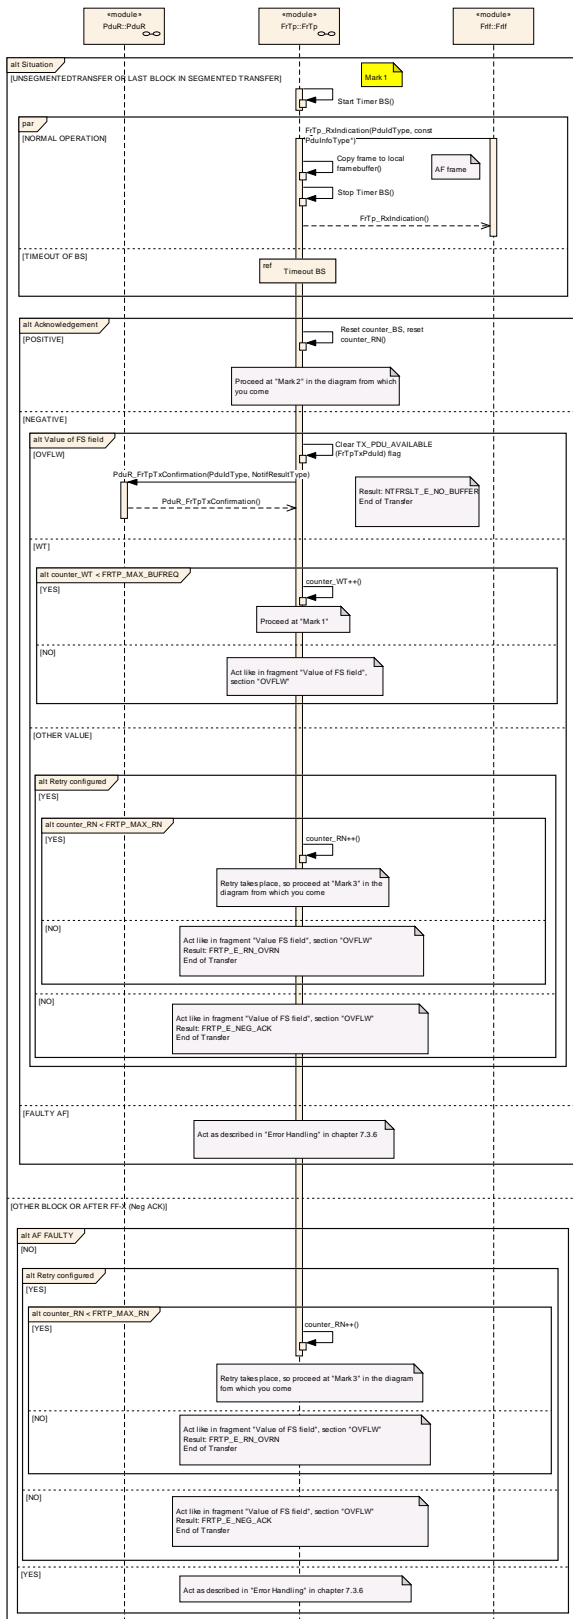 «module»
PduR::PduR
«module»
FrTp::FrTp
«module»
FrIf::FrIf
alt Situation
[UNSEGMENTEDTRANSFER OR LAST BLOCK IN SEGMENTED TRANSFER]
Mark1
Start Timer BS()
par
[NORMAL OPERATION]
FrTp_RxIndication(PduIdType, const
PduInfoType*)
Copy frame to local
framebuffer()
AF frame
Stop Timer BS()
FrTp_RxIndication()
[TIMEOUT OF BS]
ref
Timeout BS
alt Acknowledgement
[POSITIVE]
Reset counter_BS, reset
counter_RN()
Proceed at "Mark2" in the diagram from which
you come
[NEGATIVE]
alt Value of FS field
[OVFLW]
Clear TX_PDU_AVAILABLE
(FrTpTxPduId) flag
PduR_FrTpTxConfirmation(PduIdType, NotifResultType)
Result: NTFRSLT_E_NO_BUFFER
End of Transfer
PduR_FrTpTxConfirmation()
[WT]
alt counter_WT < FRTP_MAX_BUFREQ
[YES]
counter_WT++()
Proceed at "Mark1"
[NO]
Act like in fragment "Value of FS field",
section "OVFLW"
[OTHER VALUE]
alt Retry configured
[YES]
alt counter_RN < FRTP_MAX_RN
[YES]
counter_RN++()
Retry takes place, so proceed at "Mark3" in the
diagram from which you come
[NO]
Act like in fragment "Value FS field", section "OVFLW"
Result: FRTP_E_RN_OVRN
End of Transfer
[NO]
Act like in fragment "Value of FS field", section "OVFLW"
Result: FRTP_E_NEG_ACK
End of Transfer
[FAULTY AF]
Act as described in "Error Handling" in chapter 7.3.6
[OTHER BLOCK OR AFTER FF-X (Neg ACK)]
alt AF FAULTY
[NO]
alt Retry configured
[YES]
alt counter_RN < FRTP_MAX_RN
[YES]
counter_RN++()
Retry takes place, so proceed at "Mark3" in the diagram
fom which you come
[NO]
Act like in fragment "Value of FS field", section "OVFLW"
Result: FRTP_E_RN_OVRN
End of Transfer
[NO]
Act like in fragment "Value of FS field", section "OVFLW"
Result: FRTP_E_NEG_ACK
End of Transfer
[YES]
Act as described in "Error Handling" in chapter 7.3.6